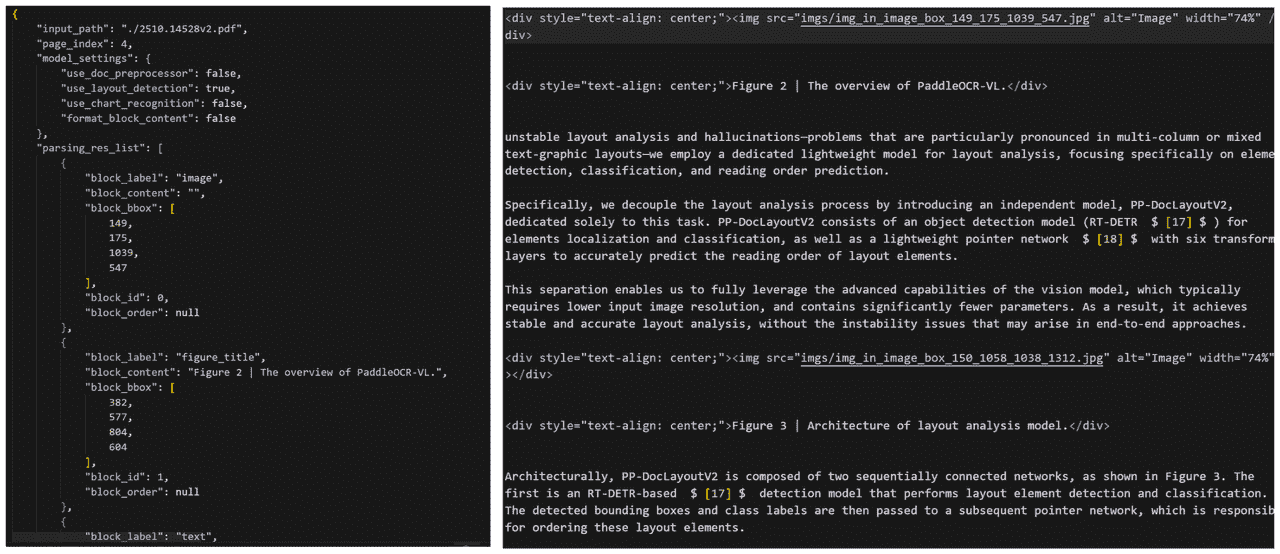 {
"input_path": "./2510.14528v2.pdf",
"page_index": 4,
"model_settings": {
"use_doc_preprocessor": false,
"use_layout_detection": true,
"use_chart_recognition": false,
"format_block_content": false
},
"parsing_res_list": [
{
"block_label": "image",
"block_content": "",
"block_bbox": [
149,
175,
1039,
547
],
"block_id": 0,
"block_order": null
},
{
"block_label": "figure_title",
"block_content": "Figure 2 | The overview of PaddleOCR-VL.",
"block_bbox": [
382,
577,
804,
604
],
"block_id": 1,
"block_order": null
},
{
"block_label": "text",
<div style="text-align: center;"><img src="imgs/img_in_image_box_149_175_1039_547.jpg" alt="Image" width="74%" /
div>
<div style="text-align: center;">Figure 2 | The overview of PaddleOCR-VL.</div>
unstable layout analysis and hallucinations—problems that are particularly pronounced in multi-column or mixed
text-graphic layouts—we employ a dedicated lightweight model for layout analysis, focusing specifically on eleme
detection, classification, and reading order prediction.
Specifically, we decouple the layout analysis process by introducing an independent model, PP-DocLayoutV2,
dedicated solely to this task. PP-DocLayoutV2 consists of an object detection model (RT-DETR $ [17] $ ) for
elements localization and classification, as well as a lightweight pointer network $ [18] $ with six transform
layers to accurately predict the reading order of layout elements.
This separation enables us to fully leverage the advanced capabilities of the vision model, which typically
requires lower input image resolution, and contains significantly fewer parameters. As a result, it achieves
stable and accurate layout analysis, without the instability issues that may arise in end-to-end approaches.
<div style="text-align: center;"><img src="imgs/img_in_image_box_150_1058_1038_1312.jpg" alt="Image" width="74%"
></div>
<div style="text-align: center;">Figure 3 | Architecture of layout analysis model.</div>
Architecturally, PP-DocLayoutV2 is composed of two sequentially connected networks, as shown in Figure 3. The
first is an RT-DETR-based $ [17] $ detection model that performs layout element detection and classification.
The detected bounding boxes and class labels are then passed to a subsequent pointer network, which is responsib
for ordering these layout elements.